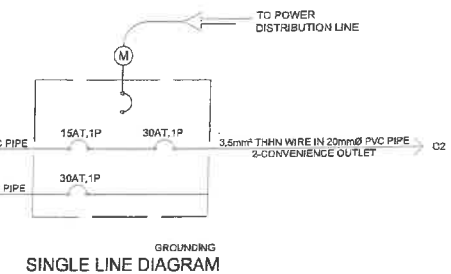 TO POWER
DISTRIBUTION LINE
M
15AT,1P
30AT,1P
C PIPE
3.5mm² THHN WIRE IN 20mmØ PVC PIPE
C2
2-CONVENIENCE OUTLET
30AT,1P
PIPE
GROUNDING
SINGLE LINE DIAGRAM